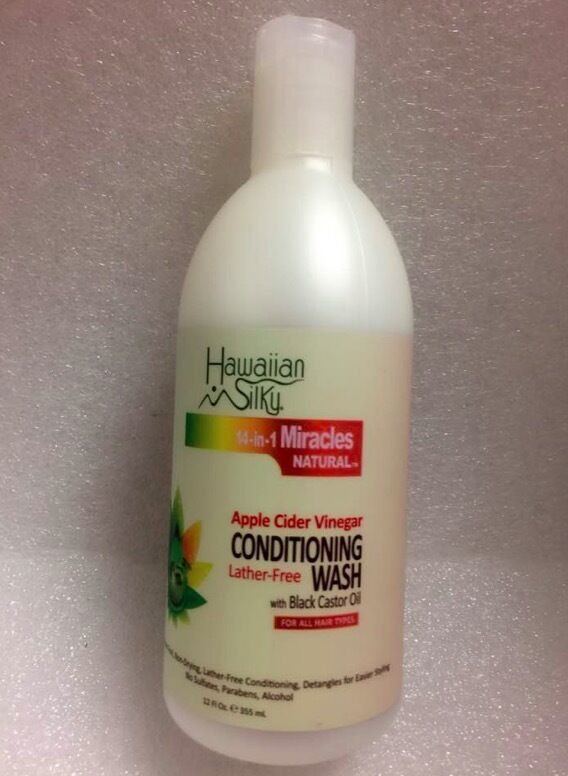 Hawaiian
Silky®
14-in-1 Miracles
NATURAL™
Apple Cider Vinegar
CONDITIONING
Lather-Free WASH
with Black Castor Oil
FOR ALL HAIR TYPES
Non-Drying, Lather-Free Conditioning, Detangles for Easier Styling
No Sulfates, Parabens, Alcohol
12 Fl Oz. ℮ 355 mL